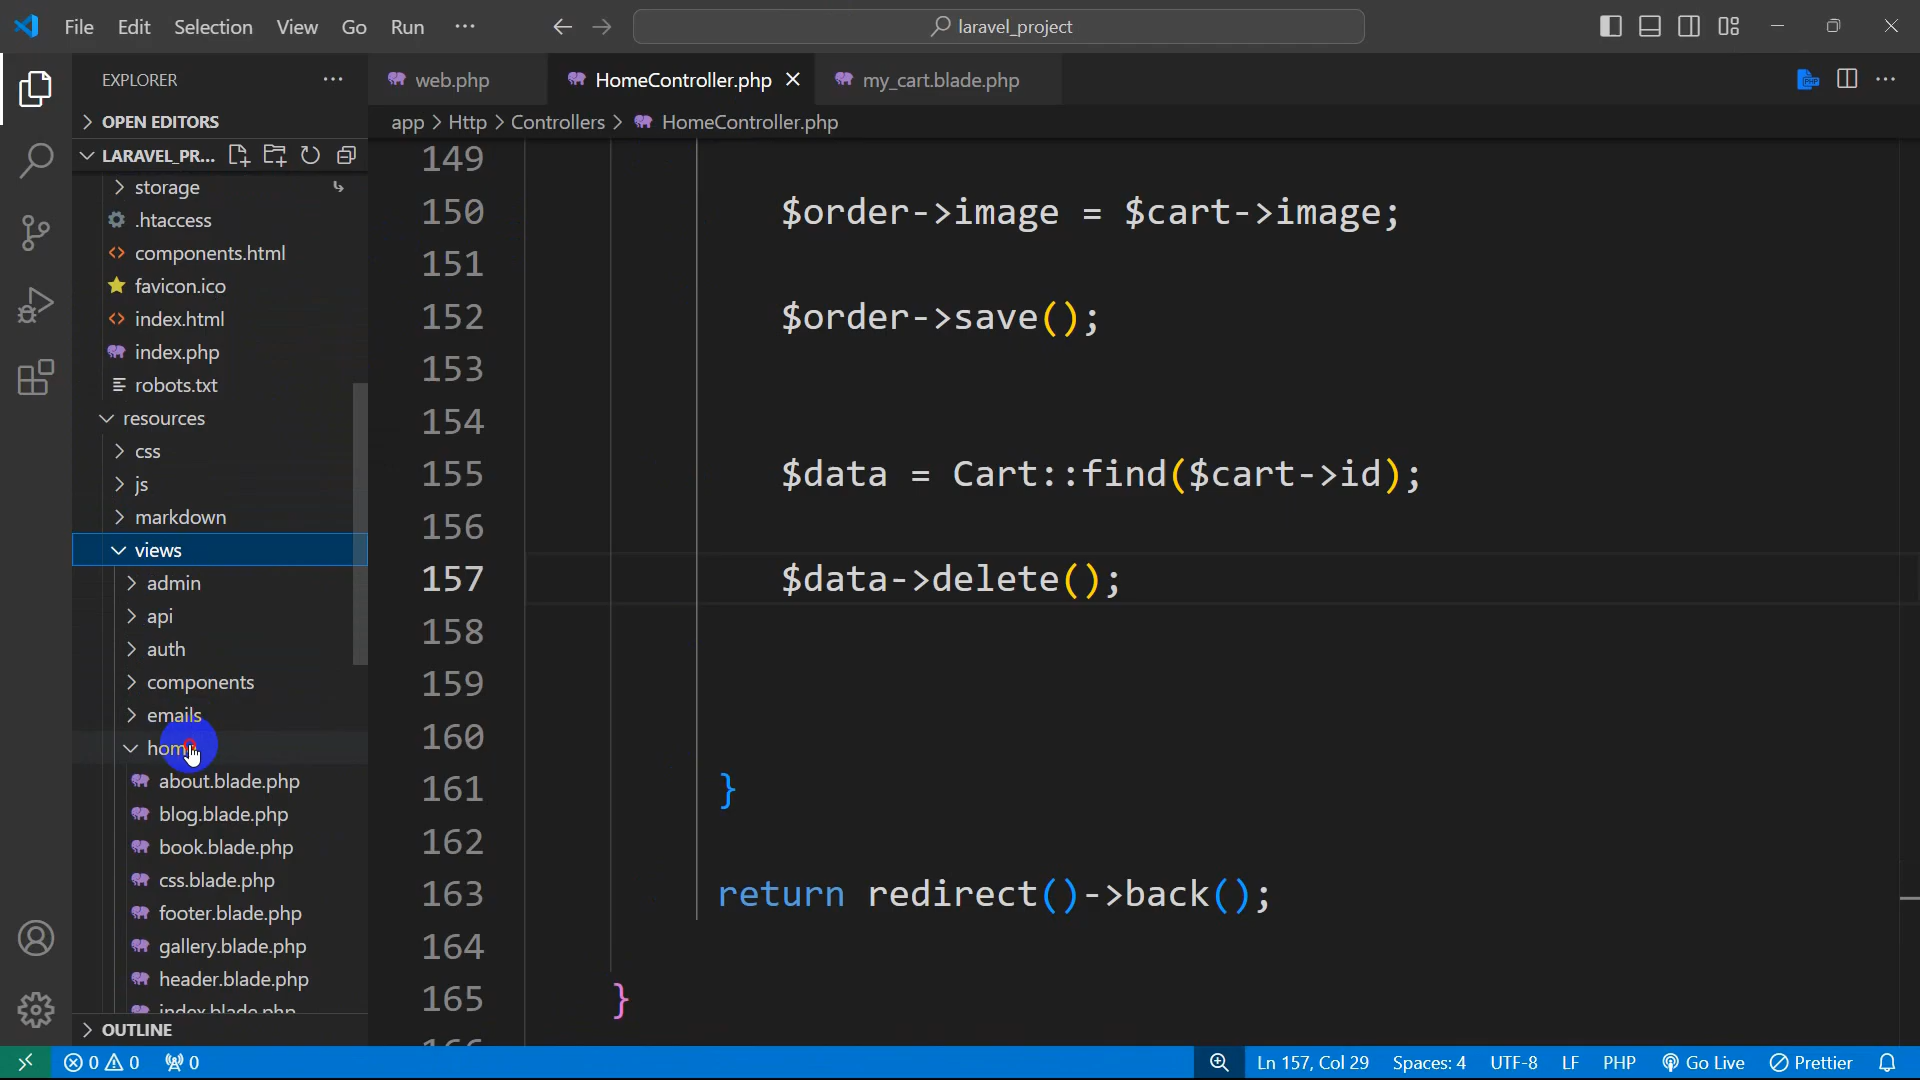 File Edit Selection View Go Run ···
laravel_project
EXPLORER ···
web.php
HomeController.php
my_cart.blade.php
···
OPEN EDITORS
app > Http > Controllers > HomeController.php
LARAVEL_PR...
storage
.htaccess
components.html
favicon.ico
index.html
index.php
robots.txt
resources
css
js
markdown
views
admin
api
auth
components
emails
about.blade.php
blog.blade.php
book.blade.php
css.blade.php
footer.blade.php
gallery.blade.php
header.blade.php
index.blade.php
OUTLINE
149
150 $order->image = $cart->image;
151
152 $order->save();
153
154
155 $data = Cart::find($cart->id);
156
157 $data->delete();
158
159
160
161 }
162
163 return redirect()->back();
164
165 }
0 0 0
Ln 157, Col 29 Spaces: 4 UTF-8 LF PHP Go Live Prettier